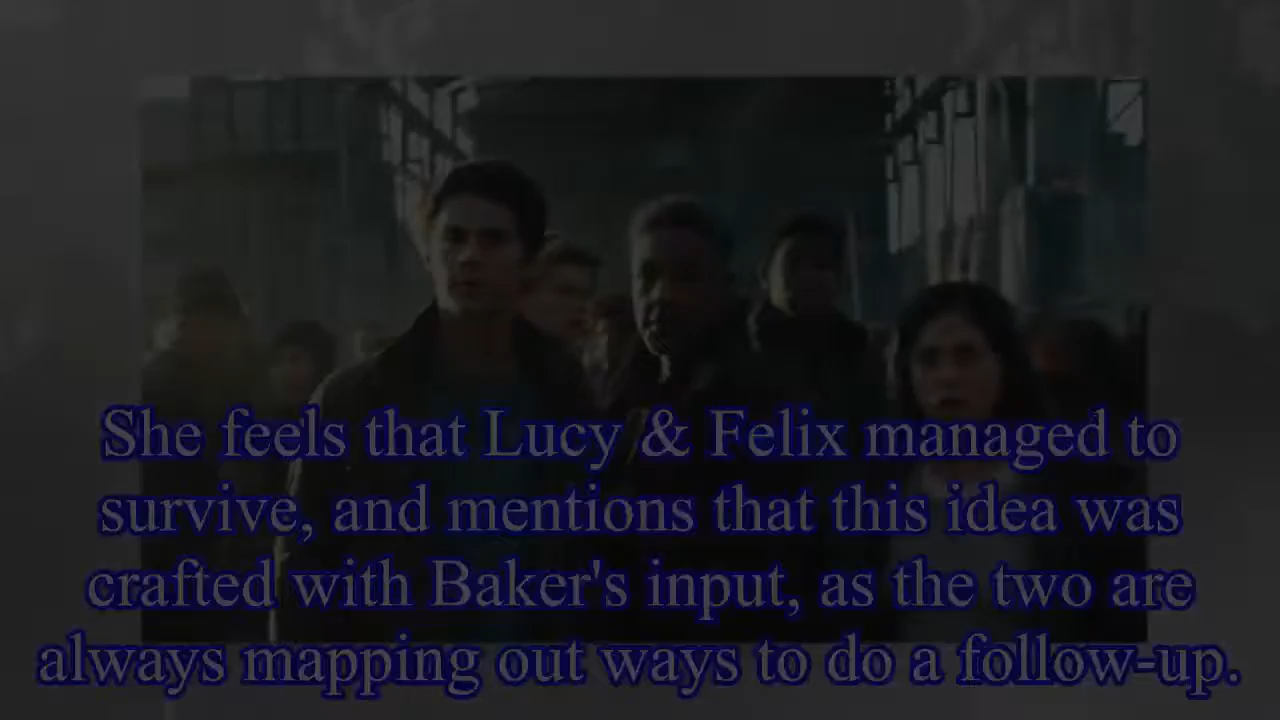 She feels that Lucy & Felix managed to
survive, and mentions that this idea was
crafted with Baker's input, as the two are
always mapping out ways to do a follow-up.